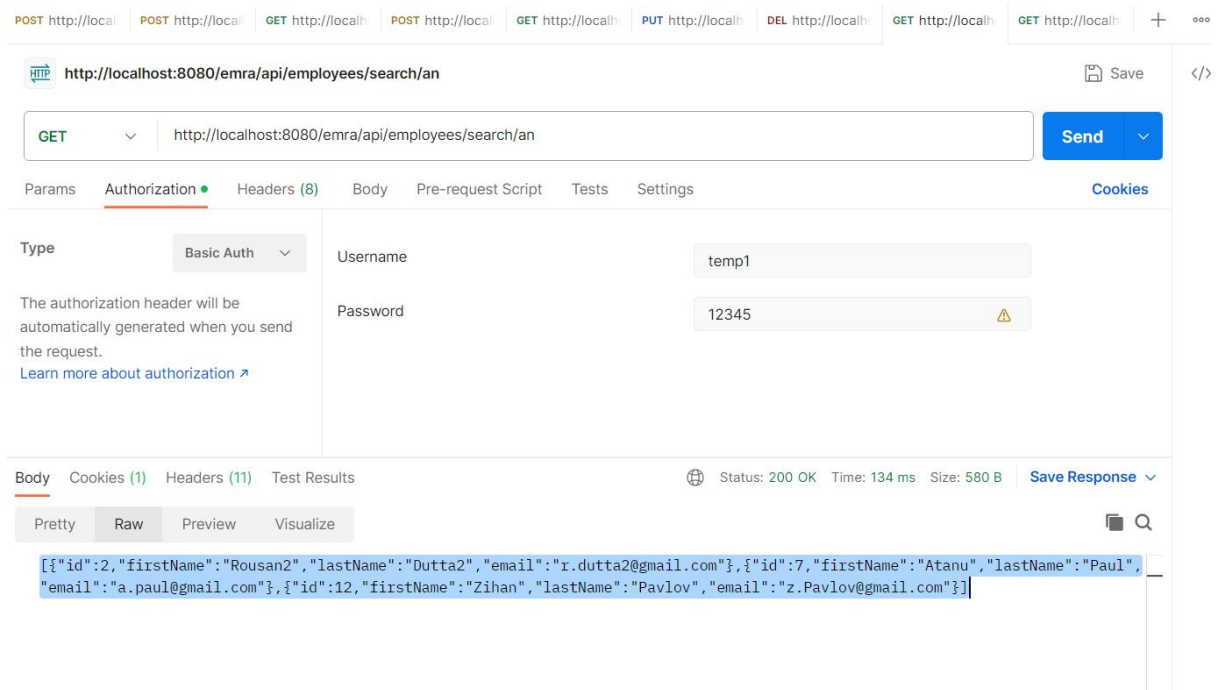 POST http://local POST http://local GET http://localh POST http://local GET http://localh PUT http://localh DEL http://localh GET http://localh GET http://localh
HTTP http://localhost:8080/emra/api/employees/search/an Save </>
GET http://localhost:8080/emra/api/employees/search/an Send
Params Authorization Headers (8) Body Pre-request Script Tests Settings Cookies
Type Basic Auth
The authorization header will be
automatically generated when you send
the request.
Learn more about authorization ↗
Username temp1
Password 12345
Body Cookies (1) Headers (11) Test Results Status: 200 OK Time: 134 ms Size: 580 B Save Response
Pretty Raw Preview Visualize
[{"id":2,"firstName":"Rousan2","lastName":"Dutta2","email":"r.dutta2@gmail.com"},{"id":7,"firstName":"Atanu","lastName":"Paul",
"email":"a.paul@gmail.com"},{"id":12,"firstName":"Zihan","lastName":"Pavlov","email":"z.Pavlov@gmail.com"}]